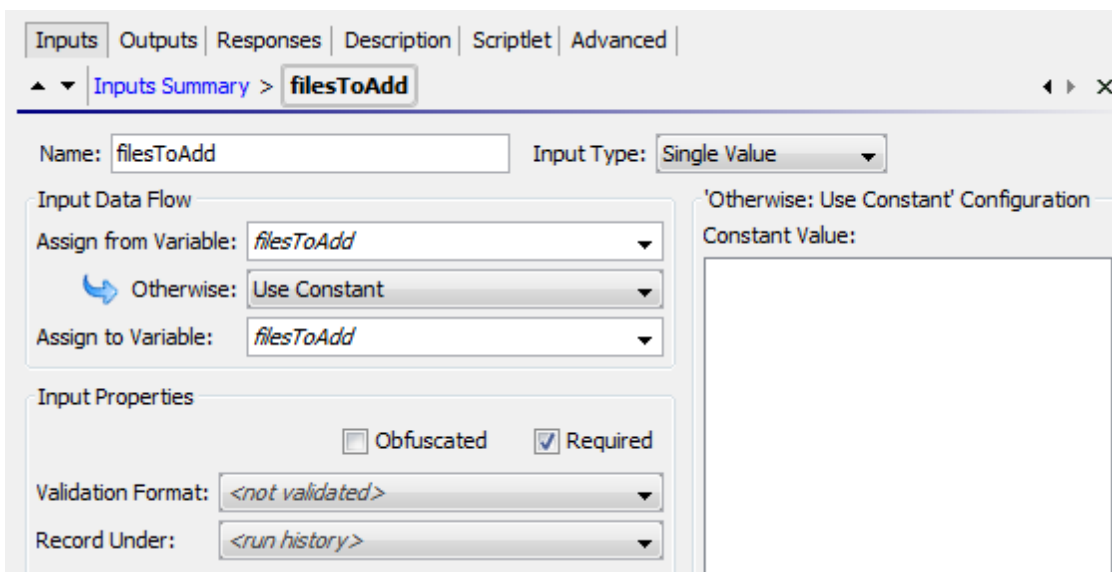 Inputs Outputs Responses Description Scriptlet Advanced
Inputs Summary > filesToAdd
Name: filesToAdd Input Type: Single Value
Input Data Flow 'Otherwise: Use Constant' Configuration
Assign from Variable: filesToAdd Constant Value:
Otherwise: Use Constant
Assign to Variable: filesToAdd
Input Properties
Obfuscated Required
Validation Format: <not validated>
Record Under: <run history>